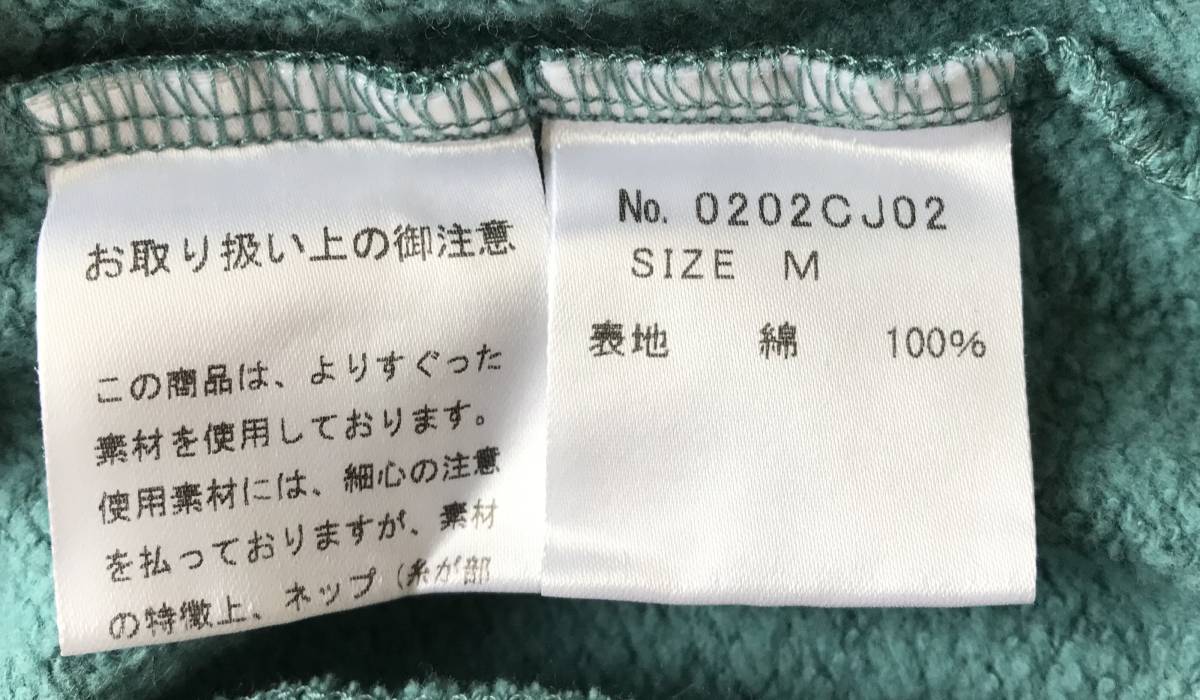 お取り扱い上の御注意
この商品は、よりすぐった
素材を使用しております。
使用素材には、細心の注意
を払っておりますが、素材
の特徴上、ネップ（糸が部
No. 0202CJ02
SIZE M
表地 綿 100%